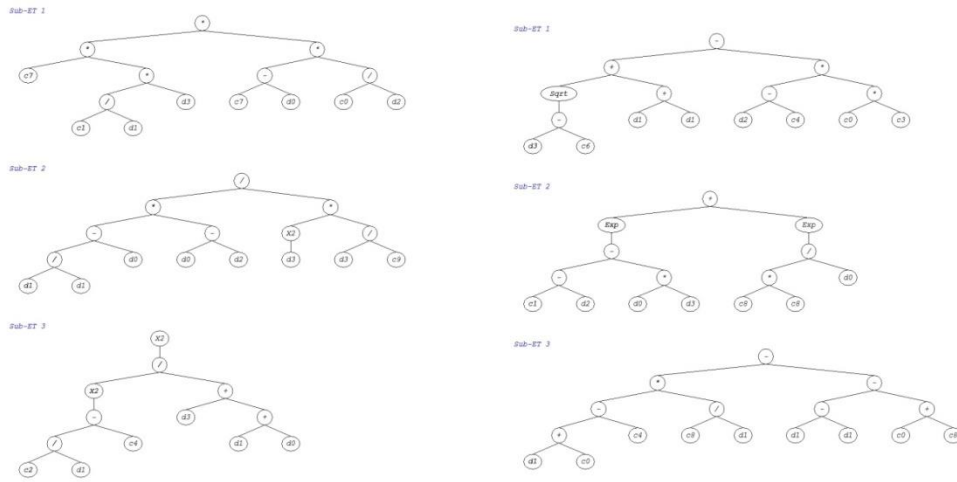 Sub-ET 1
*
* *
c7 * - /
/ d3 c7 d0 c0 d2
c1 d1
Sub-ET 2
/
* *
- - X2 /
/ d0 d0 d2 d3 d3 c9
d1 d1
Sub-ET 3
X2
/
X2 +
- d3 +
/ c4 d1 d0
c2 d1
Sub-ET 1
-
+ *
Sqrt + - *
- d1 d1 d2 c4 c0 c3
d3 c6
Sub-ET 2
+
Exp Exp
- /
- * * d0
c1 d2 d0 d3 c8 c8
Sub-ET 3
-
* -
- / - +
+ c4 c8 d1 d1 d1 c0 c8
d1 c0